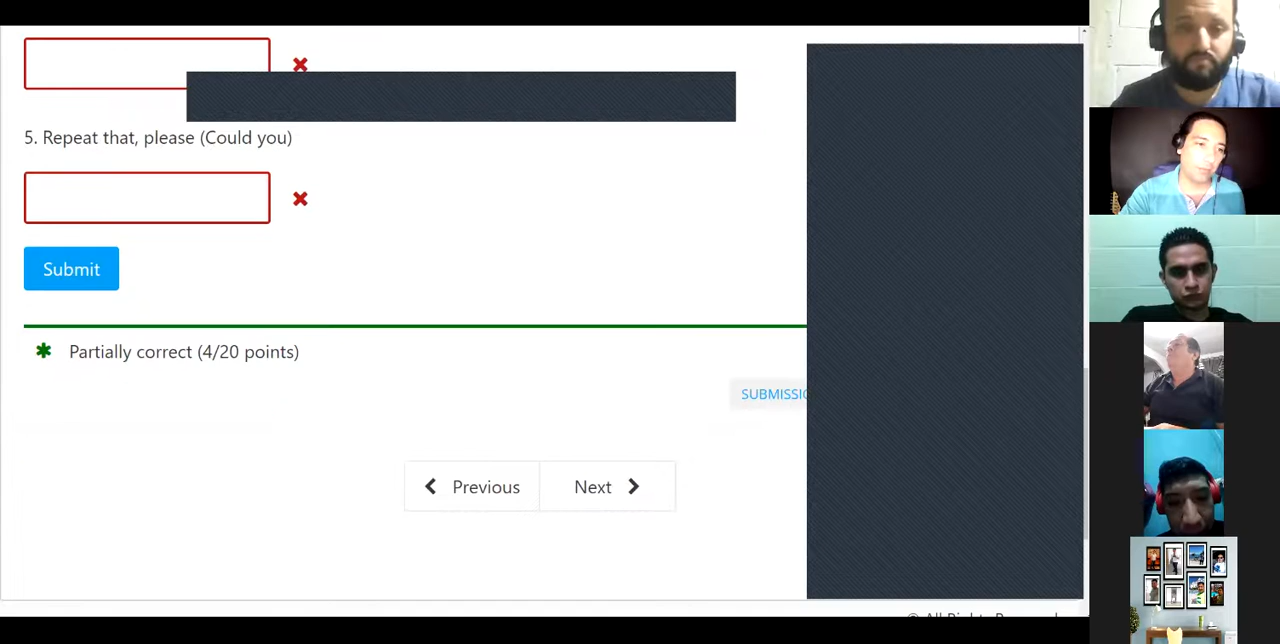 5. Repeat that, please (Could you)
Submit
Partially correct (4/20 points)
Previous
Next